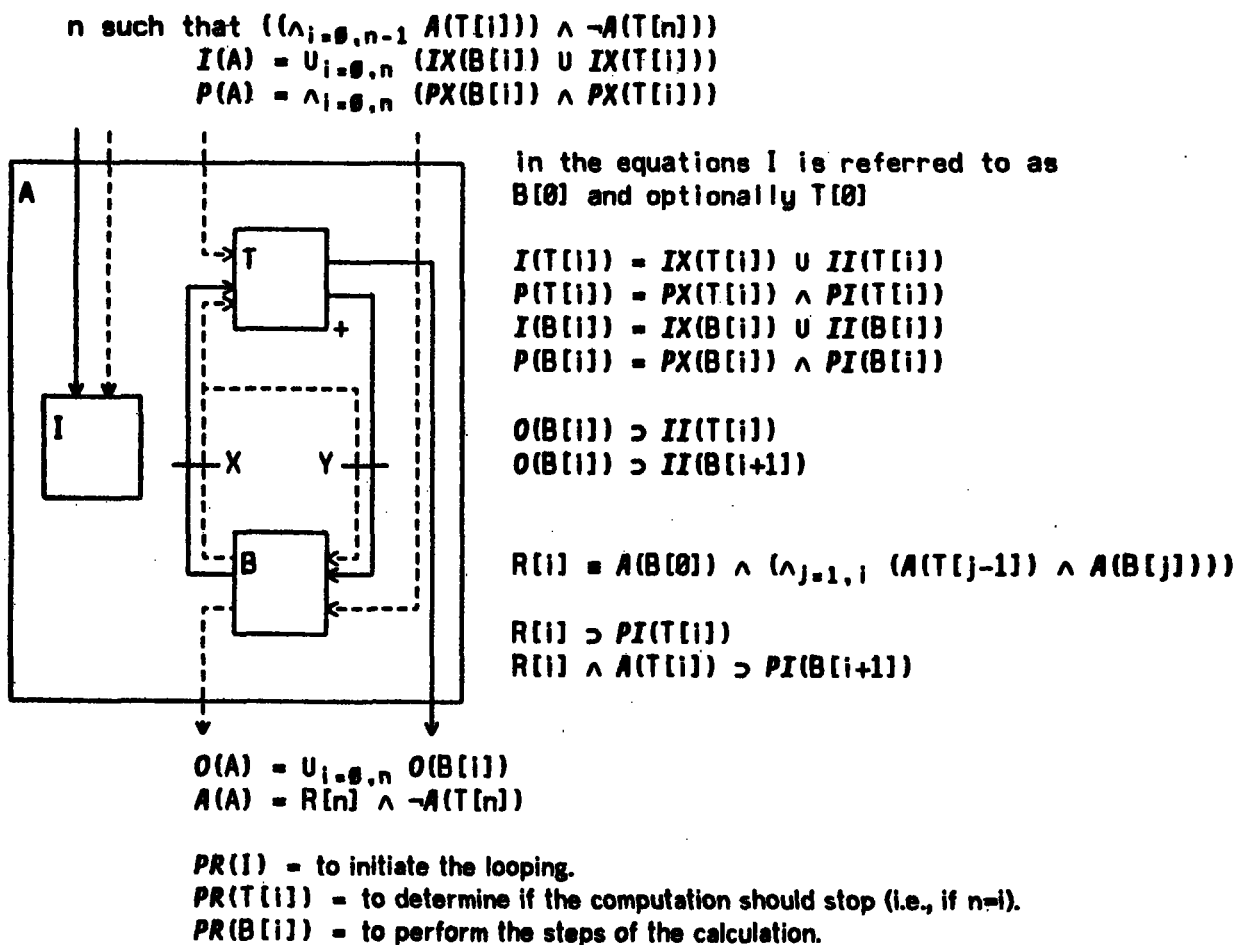 n such that ((∧i=0,n-1 A(T[i])) ∧ ¬A(T[n]))
I(A) = ∪i=0,n (IX(B[i]) ∪ IX(T[i]))
P(A) = ∧i=0,n (PX(B[i]) ∧ PX(T[i]))
in the equations I is referred to as
B[0] and optionally T[0]
A
T
+
I(T[i]) = IX(T[i]) ∪ II(T[i])
P(T[i]) = PX(T[i]) ∧ PI(T[i])
I(B[i]) = IX(B[i]) ∪ II(B[i])
P(B[i]) = PX(B[i]) ∧ PI(B[i])
I
X
Y
O(B[i]) ⊃ II(T[i])
O(B[i]) ⊃ II(B[i+1])
B
R[i] ≡ A(B[0]) ∧ (∧j=1,i (A(T[j-1]) ∧ A(B[j])))
R[i] ⊃ PI(T[i])
R[i] ∧ A(T[i]) ⊃ PI(B[i+1])
O(A) = ∪i=0,n O(B[i])
A(A) = R[n] ∧ ¬A(T[n])
PR(I) = to initiate the looping.
PR(T[i]) = to determine if the computation should stop (i.e., if n=i).
PR(B[i]) = to perform the steps of the calculation.